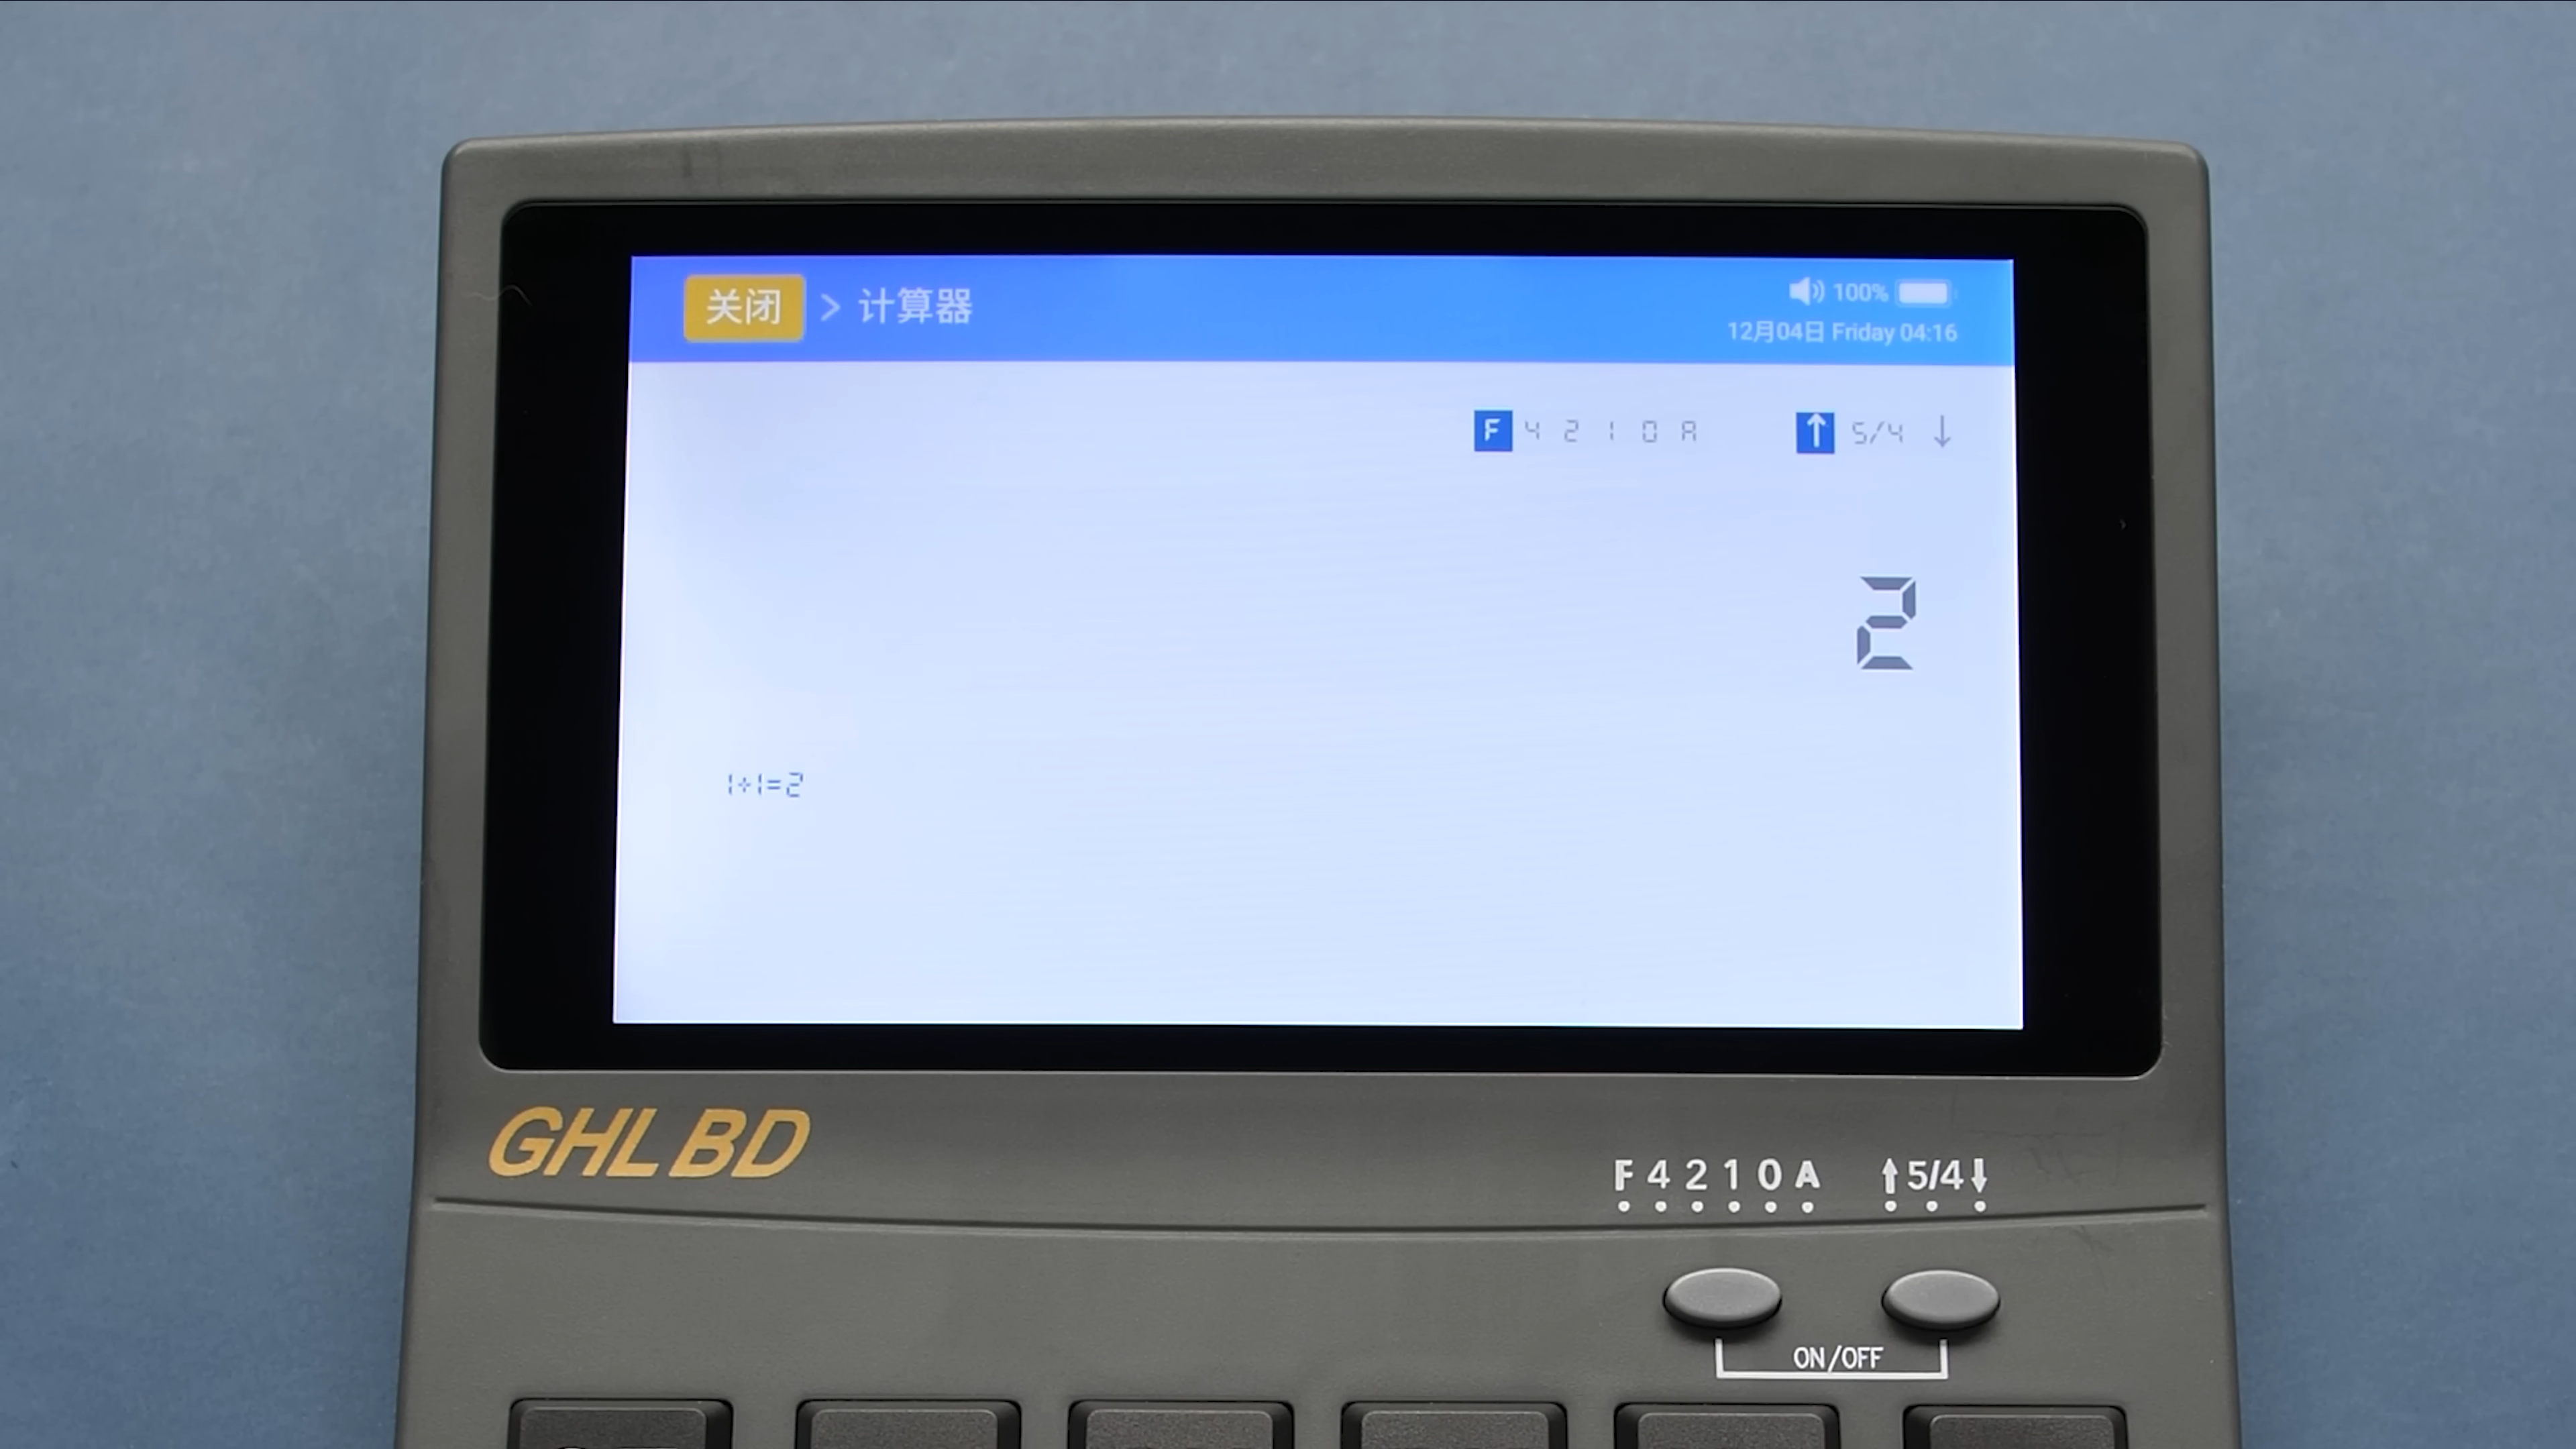 关闭 > 计算器
100%
12月04日 Friday 04:16
F 4 2 1 0 A ↑ 5/4 ↓
2
1+1=2
GHL BD
F 4 2 1 0 A ↑5/4↓
ON/OFF